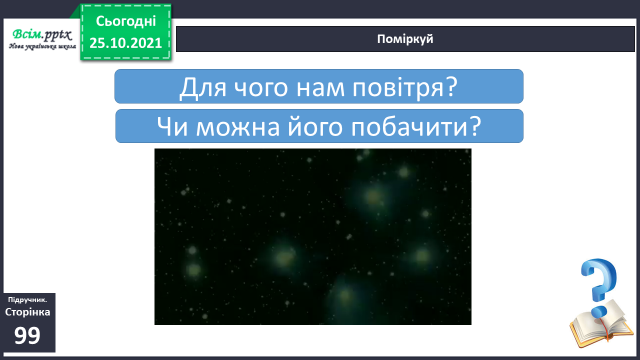 Всім.pptx
Нова українська школа
Сьогодні
25.10.2021
Поміркуй
Для чого нам повітря?
Чи можна його побачити?
Підручник.
Сторінка
99